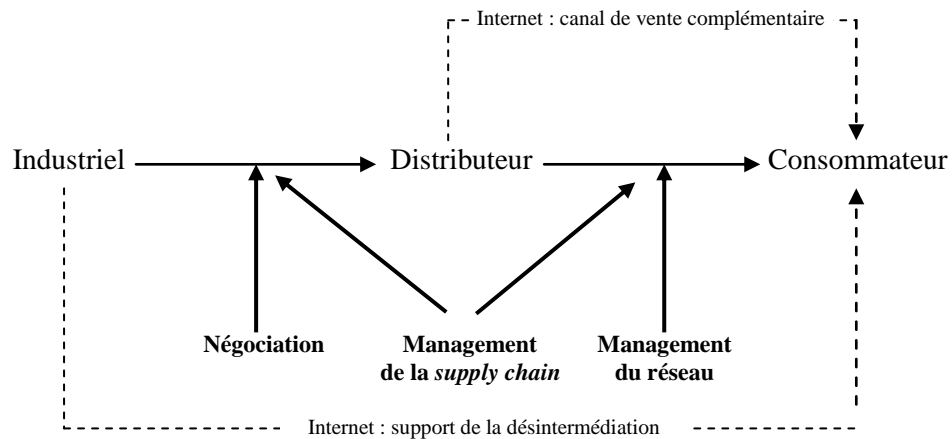 Internet : canal de vente complémentaire
Industriel Distributeur Consommateur
Négociation Management Management
de la supply chain du réseau
Internet : support de la désintermédiation